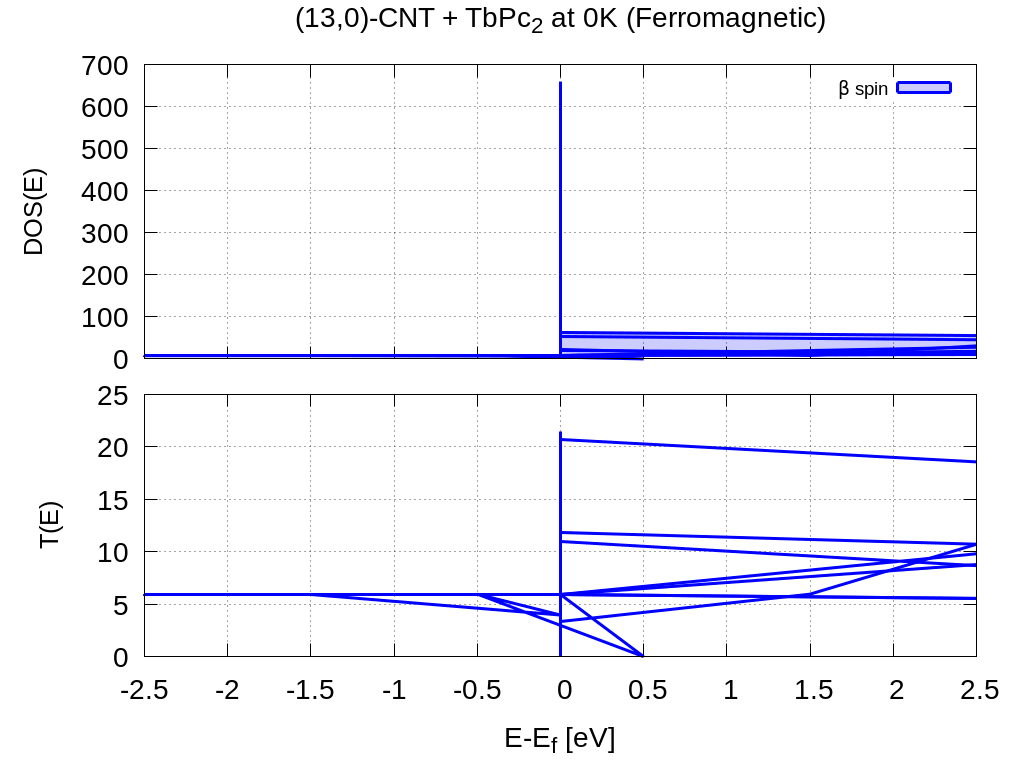 (13,0)-CNT + TbPc2 at 0K (Ferromagnetic)
700
600
500
400
300
200
100
0
DOS(E)
β spin
25
20
15
10
5
0
T(E)
-2.5 -2 -1.5 -1 -0.5 0 0.5 1 1.5 2 2.5
E-Ef [eV]